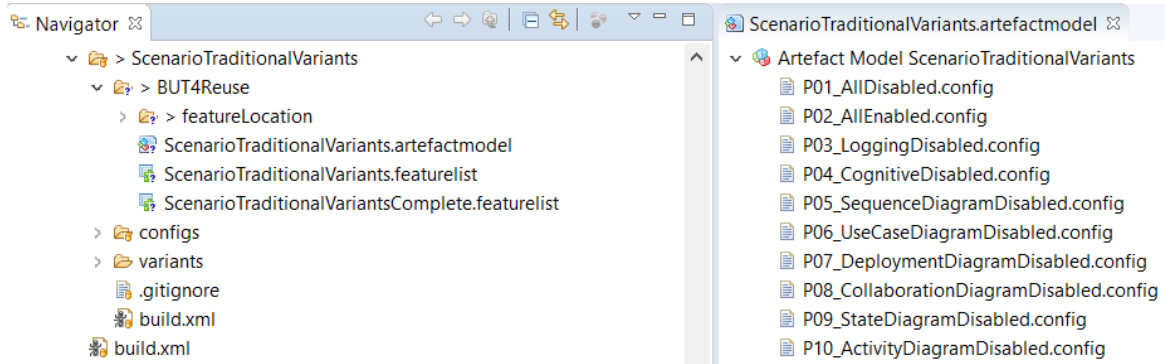 Navigator
> ScenarioTraditionalVariants
> BUT4Reuse
> featureLocation
ScenarioTraditionalVariants.artefactmodel
ScenarioTraditionalVariants.featurelist
ScenarioTraditionalVariantsComplete.featurelist
configs
variants
.gitignore
build.xml
build.xml
ScenarioTraditionalVariants.artefactmodel
Artefact Model ScenarioTraditionalVariants
P01_AllDisabled.config
P02_AllEnabled.config
P03_LoggingDisabled.config
P04_CognitiveDisabled.config
P05_SequenceDiagramDisabled.config
P06_UseCaseDiagramDisabled.config
P07_DeploymentDiagramDisabled.config
P08_CollaborationDiagramDisabled.config
P09_StateDiagramDisabled.config
P10_ActivityDiagramDisabled.config